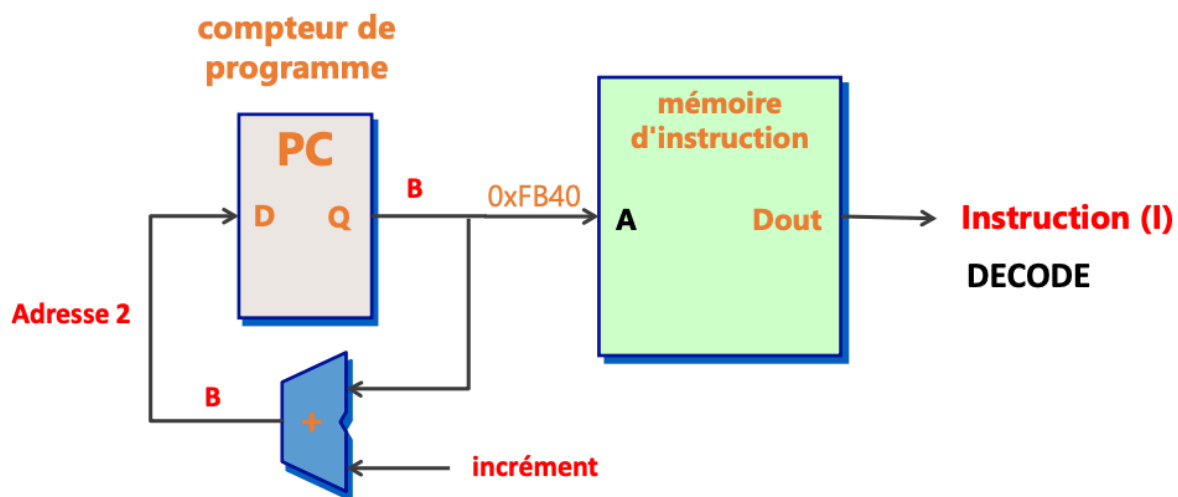 compteur de
programme
PC
D
Q
B
0xFB40
mémoire
d'instruction
A
Dout
Instruction (I)
DECODE
Adresse 2
B
+
incrément